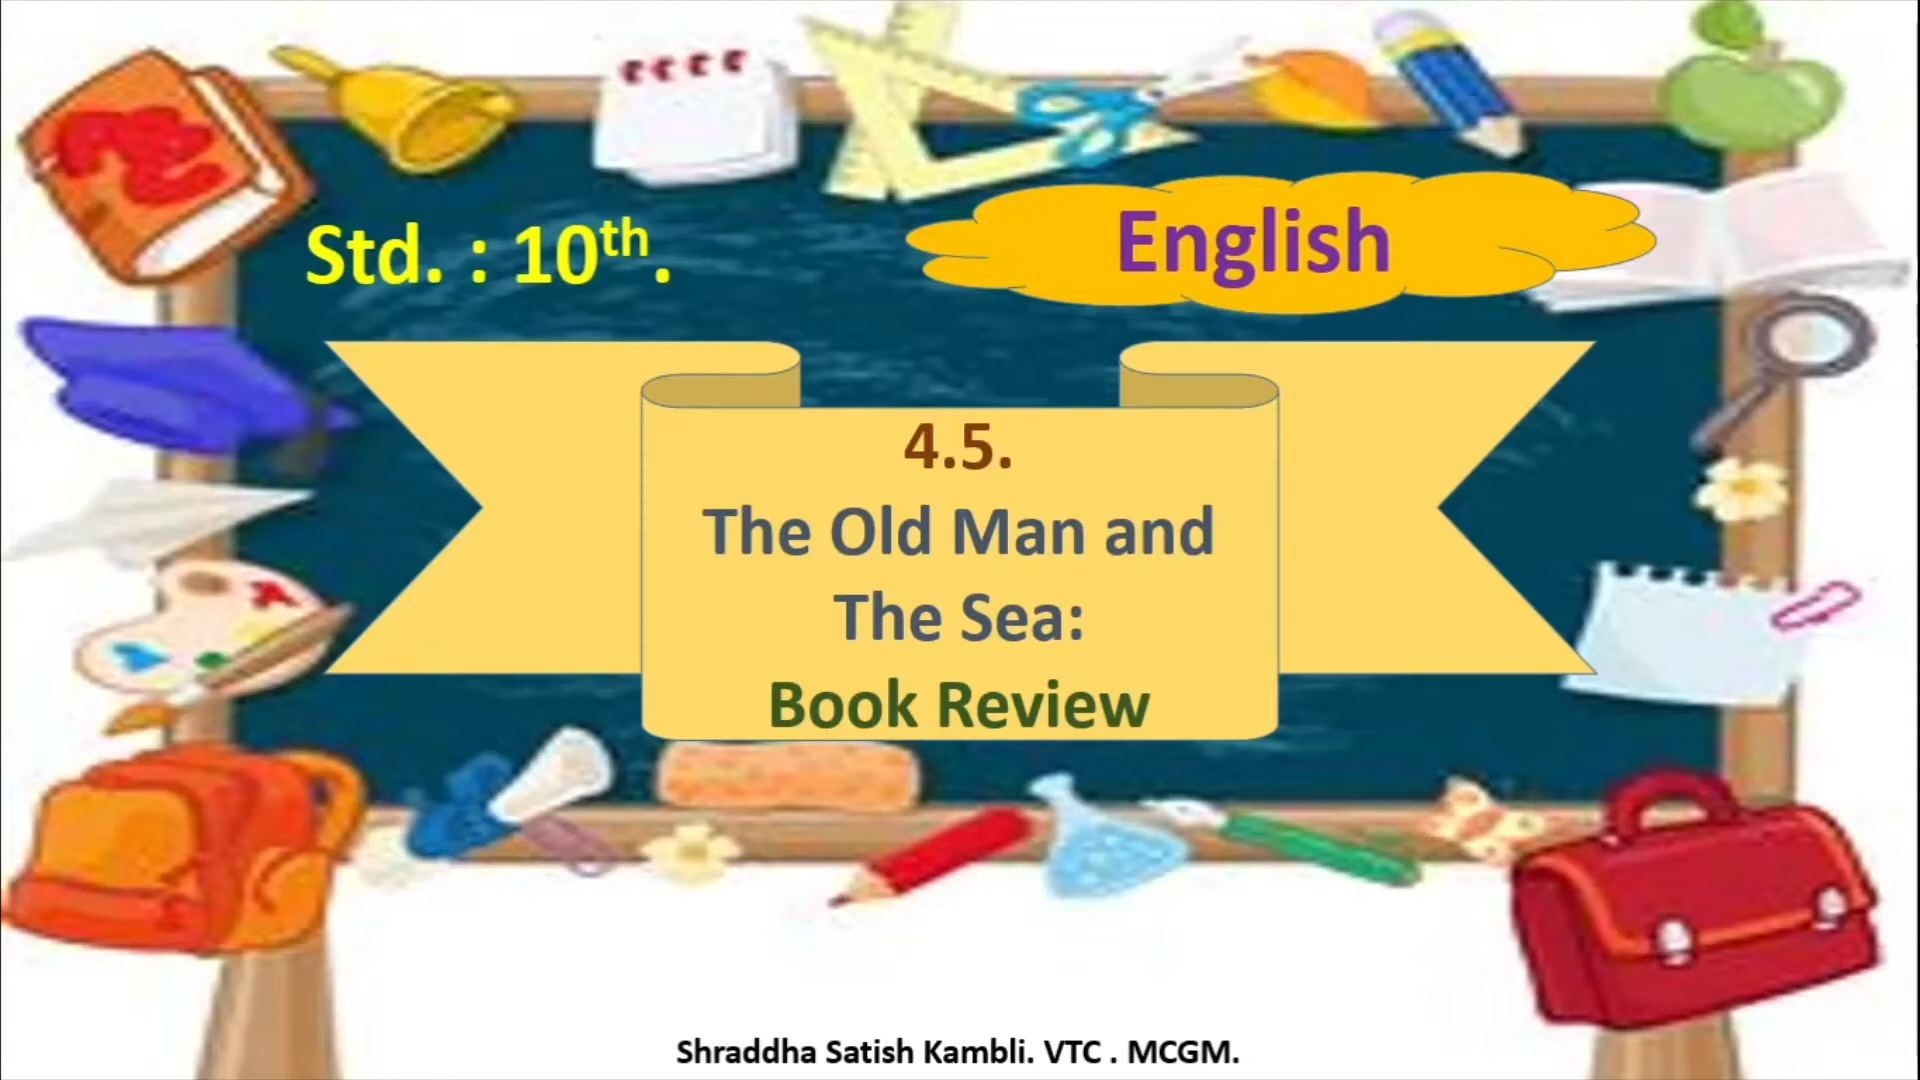 Std. : 10th.
English
4.5.
The Old Man and
The Sea:
Book Review
Shraddha Satish Kambli. VTC . MCGM.